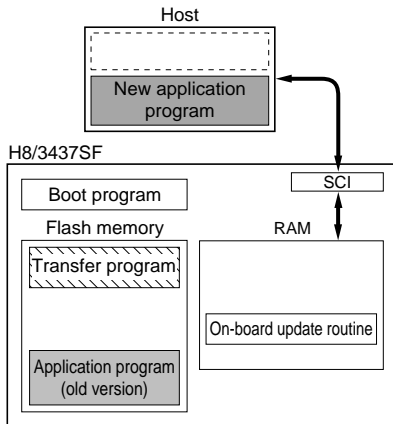 Host
New application
program
H8/3437SF
SCI
Boot program
Flash memory
RAM
Transfer program
On-board update routine
Application program
(old version)